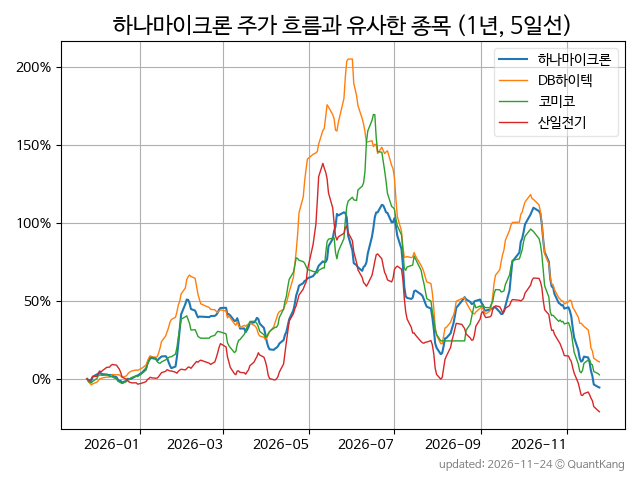 하나마이크론 주가 흐름과 유사한 종목 (1년, 5일선)
200%
150%
100%
50%
0%
하나마이크론
DB하이텍
코미코
산일전기
2026-01
2026-03
2026-05
2026-07
2026-09
2026-11
updated: 2026-11-24 © QuantKang